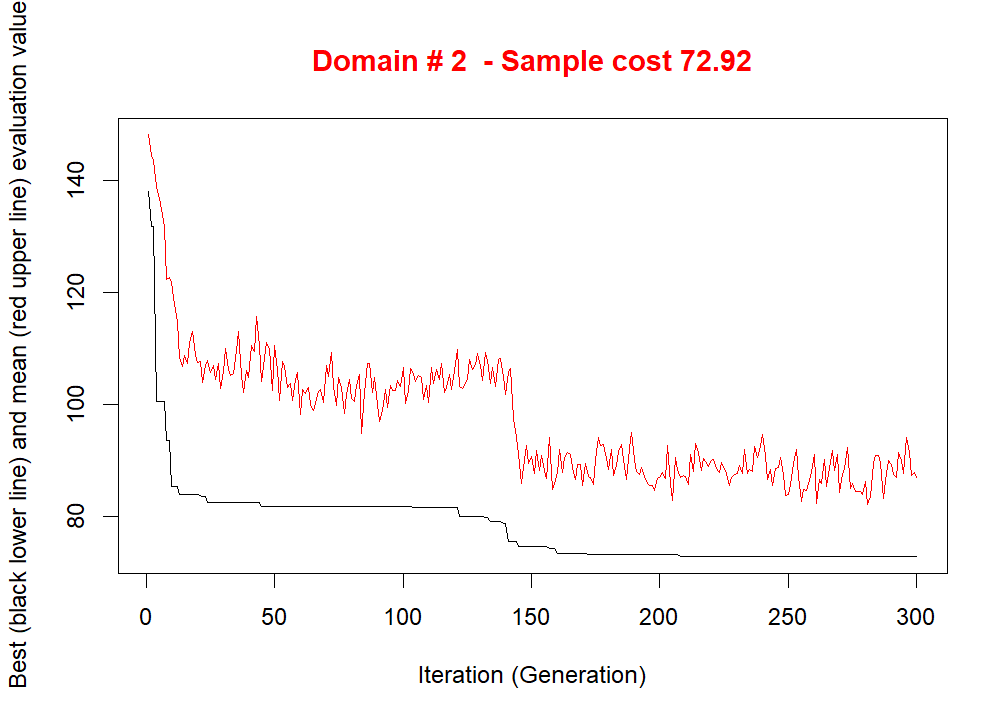 Domain # 2  - Sample cost 72.92
Best (black lower line) and mean (red upper line) evaluation value
140
120
100
80
0 50 100 150 200 250 300
Iteration (Generation)